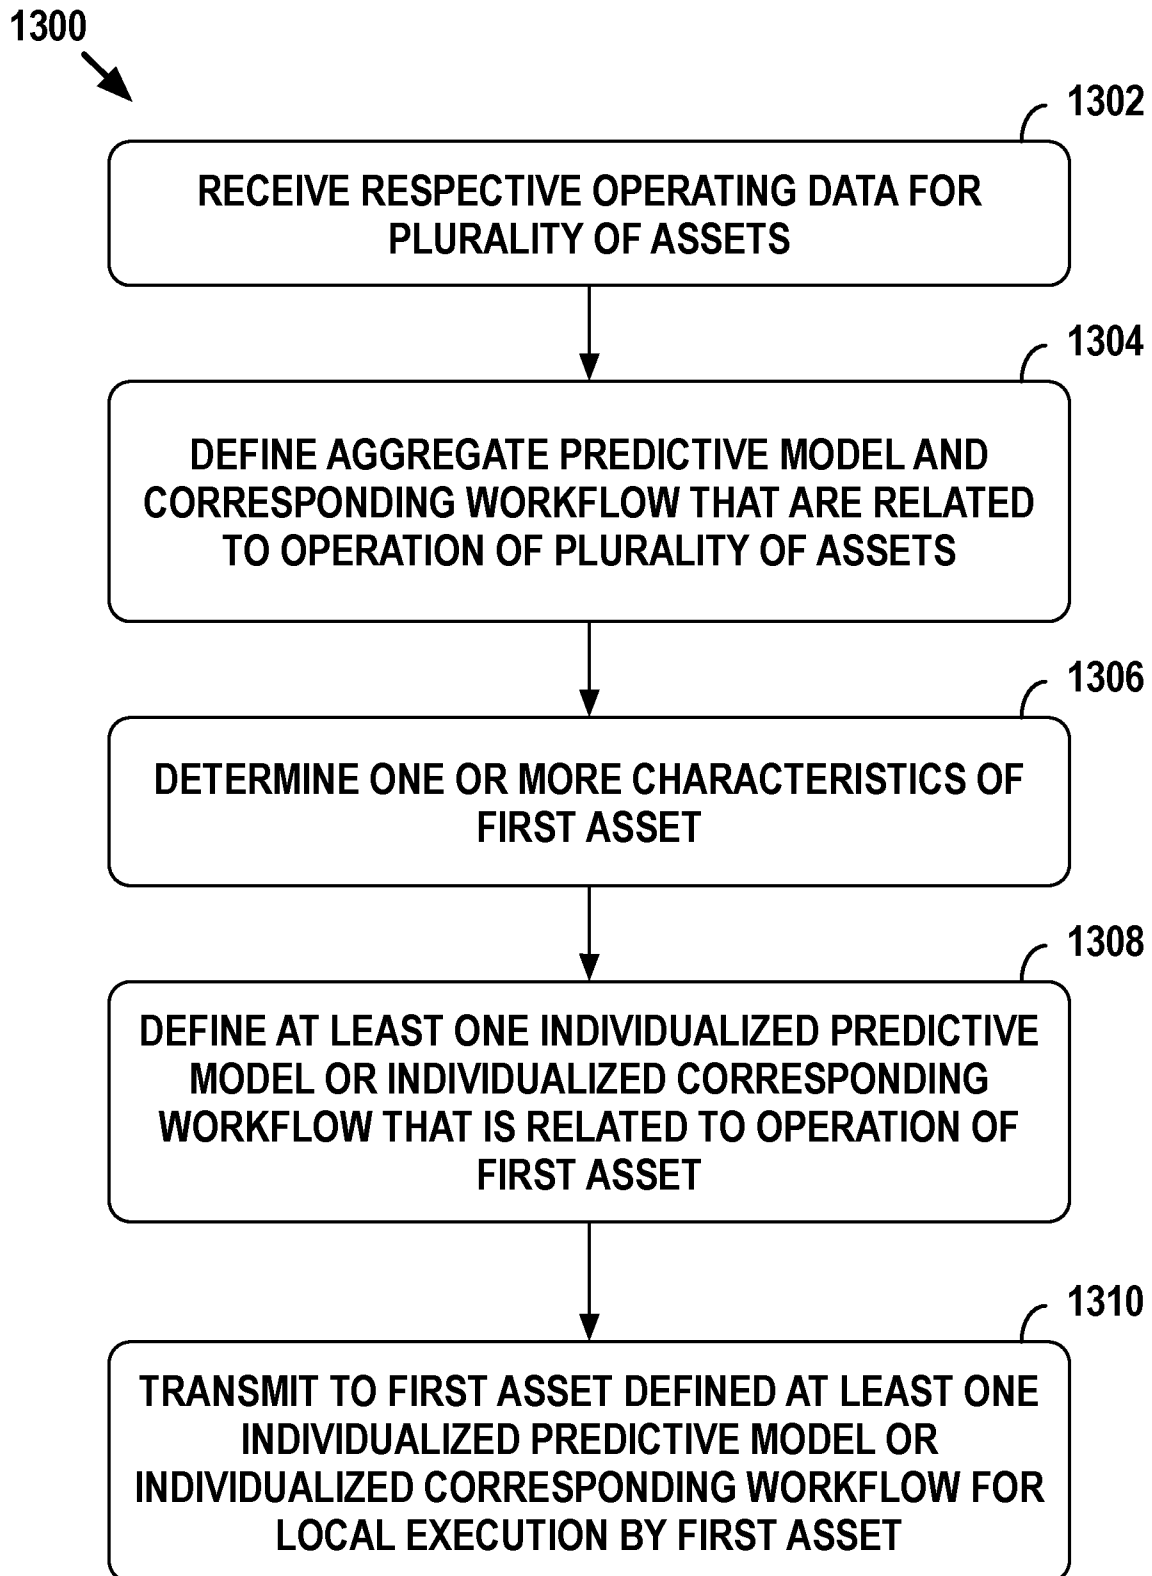 1300
1302
RECEIVE RESPECTIVE OPERATING DATA FOR
PLURALITY OF ASSETS
1304
DEFINE AGGREGATE PREDICTIVE MODEL AND
CORRESPONDING WORKFLOW THAT ARE RELATED
TO OPERATION OF PLURALITY OF ASSETS
1306
DETERMINE ONE OR MORE CHARACTERISTICS OF
FIRST ASSET
1308
DEFINE AT LEAST ONE INDIVIDUALIZED PREDICTIVE
MODEL OR INDIVIDUALIZED CORRESPONDING
WORKFLOW THAT IS RELATED TO OPERATION OF
FIRST ASSET
1310
TRANSMIT TO FIRST ASSET DEFINED AT LEAST ONE
INDIVIDUALIZED PREDICTIVE MODEL OR
INDIVIDUALIZED CORRESPONDING WORKFLOW FOR
LOCAL EXECUTION BY FIRST ASSET